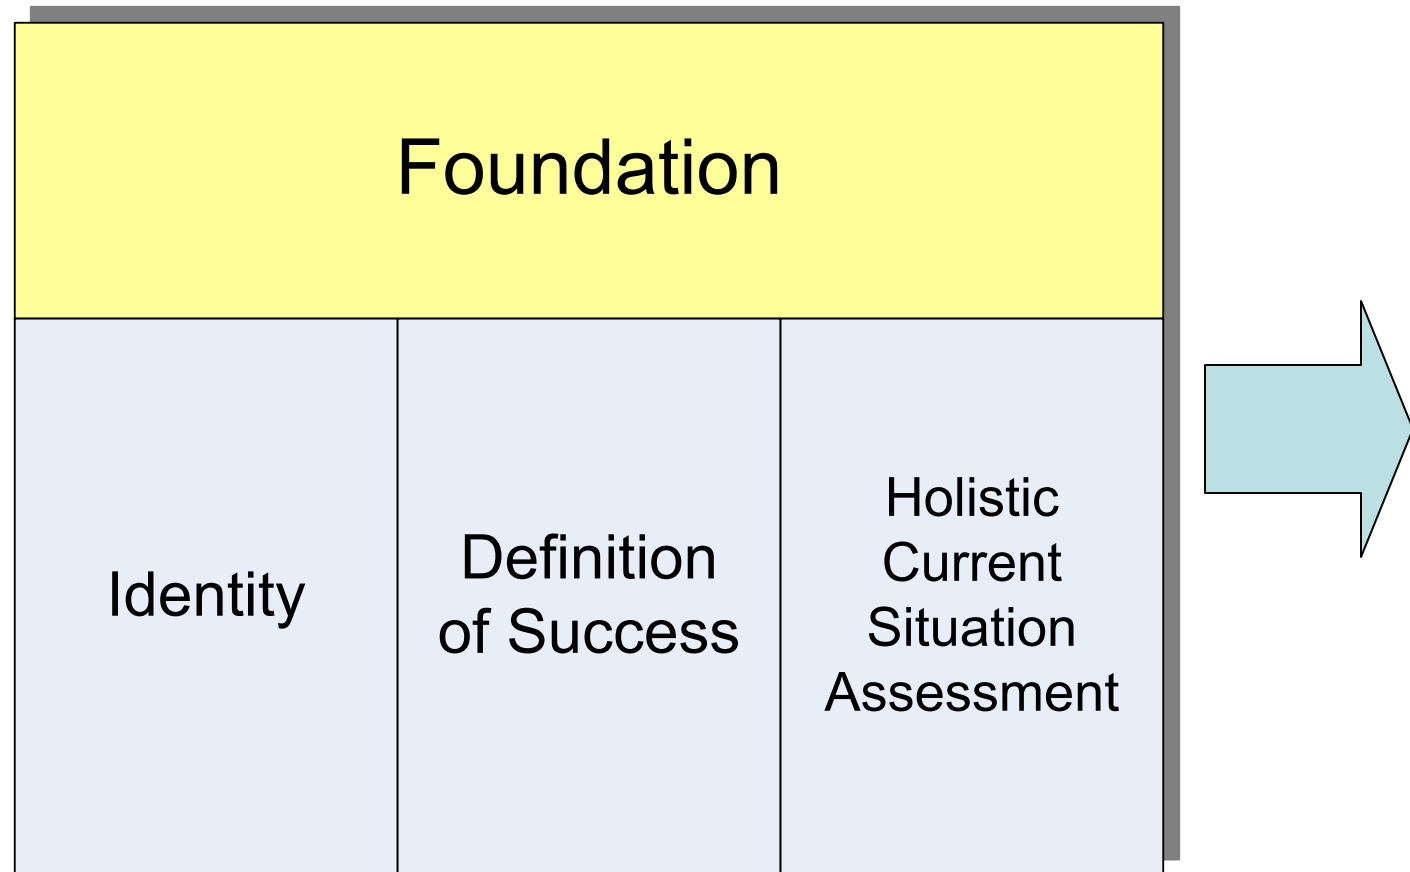 Foundation
Identity
Definition
of Success
Holistic
Current
Situation
Assessment